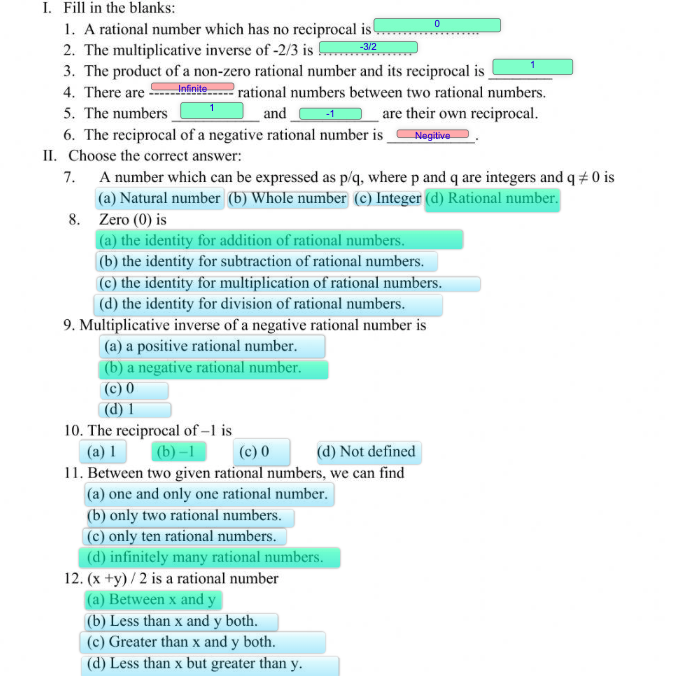 I. Fill in the blanks:
1. A rational number which has no reciprocal is 0
2. The multiplicative inverse of -2/3 is -3/2
3. The product of a non-zero rational number and its reciprocal is 1
4. There are Infinite rational numbers between two rational numbers.
5. The numbers 1 and -1 are their own reciprocal.
6. The reciprocal of a negative rational number is Negitive .
II. Choose the correct answer:
7. A number which can be expressed as p/q, where p and q are integers and q ≠ 0 is
(a) Natural number (b) Whole number (c) Integer (d) Rational number.
8. Zero (0) is
(a) the identity for addition of rational numbers.
(b) the identity for subtraction of rational numbers.
(c) the identity for multiplication of rational numbers.
(d) the identity for division of rational numbers.
9. Multiplicative inverse of a negative rational number is
(a) a positive rational number.
(b) a negative rational number.
(c) 0
(d) 1
10. The reciprocal of –1 is
(a) 1 (b) –1 (c) 0 (d) Not defined
11. Between two given rational numbers, we can find
(a) one and only one rational number.
(b) only two rational numbers.
(c) only ten rational numbers.
(d) infinitely many rational numbers.
12. (x +y) / 2 is a rational number
(a) Between x and y
(b) Less than x and y both.
(c) Greater than x and y both.
(d) Less than x but greater than y.